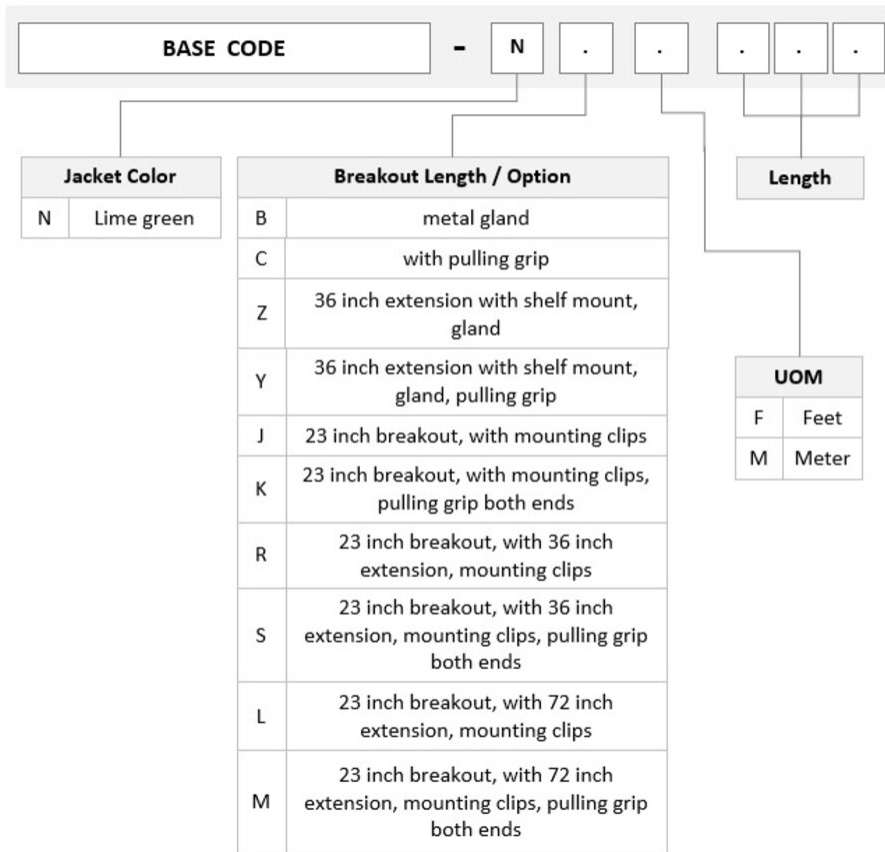 BASE CODE - N . . . . .
Jacket Color
N Lime green
Breakout Length / Option
B metal gland
C with pulling grip
Z 36 inch extension with shelf mount,
gland
Y 36 inch extension with shelf mount,
gland, pulling grip
J 23 inch breakout, with mounting clips
K 23 inch breakout, with mounting clips,
pulling grip both ends
R 23 inch breakout, with 36 inch
extension, mounting clips
S 23 inch breakout, with 36 inch
extension, mounting clips, pulling grip
both ends
L 23 inch breakout, with 72 inch
extension, mounting clips
M 23 inch breakout, with 72 inch
extension, mounting clips, pulling grip
both ends
Length
UOM
F Feet
M Meter